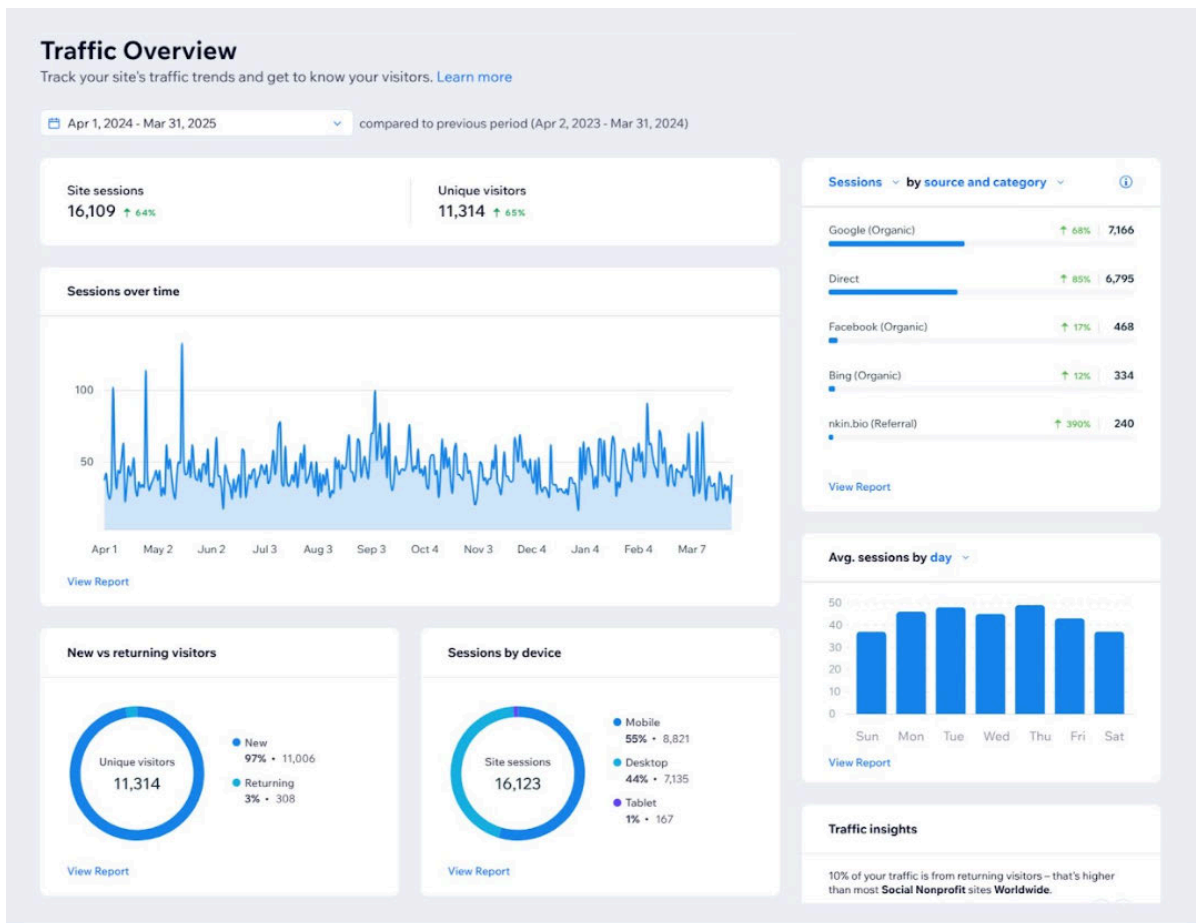 Traffic Overview
Track your site's traffic trends and get to know your visitors. Learn more
Apr 1, 2024 - Mar 31, 2025
compared to previous period (Apr 2, 2023 - Mar 31, 2024)
Site sessions
16,109 ↑ 64%
Unique visitors
11,314 ↑ 65%
Sessions over time
100
50
Apr 1 May 2 Jun 2 Jul 3 Aug 3 Sep 3 Oct 4 Nov 3 Dec 4 Jan 4 Feb 4 Mar 7
View Report
New vs returning visitors
Unique visitors
11,314
New
97% • 11,006
Returning
3% • 308
View Report
Sessions by device
Site sessions
16,123
Mobile
55% • 8,821
Desktop
44% • 7,135
Tablet
1% • 167
View Report
Sessions by source and category
Google (Organic) ↑ 68% 7,166
Direct ↑ 85% 6,795
Facebook (Organic) ↑ 17% 468
Bing (Organic) ↑ 12% 334
nkin.bio (Referral) ↑ 390% 240
View Report
Avg. sessions by day
50
40
30
20
10
0
Sun Mon Tue Wed Thu Fri Sat
View Report
Traffic insights
10% of your traffic is from returning visitors – that's higher
than most Social Nonprofit sites Worldwide.